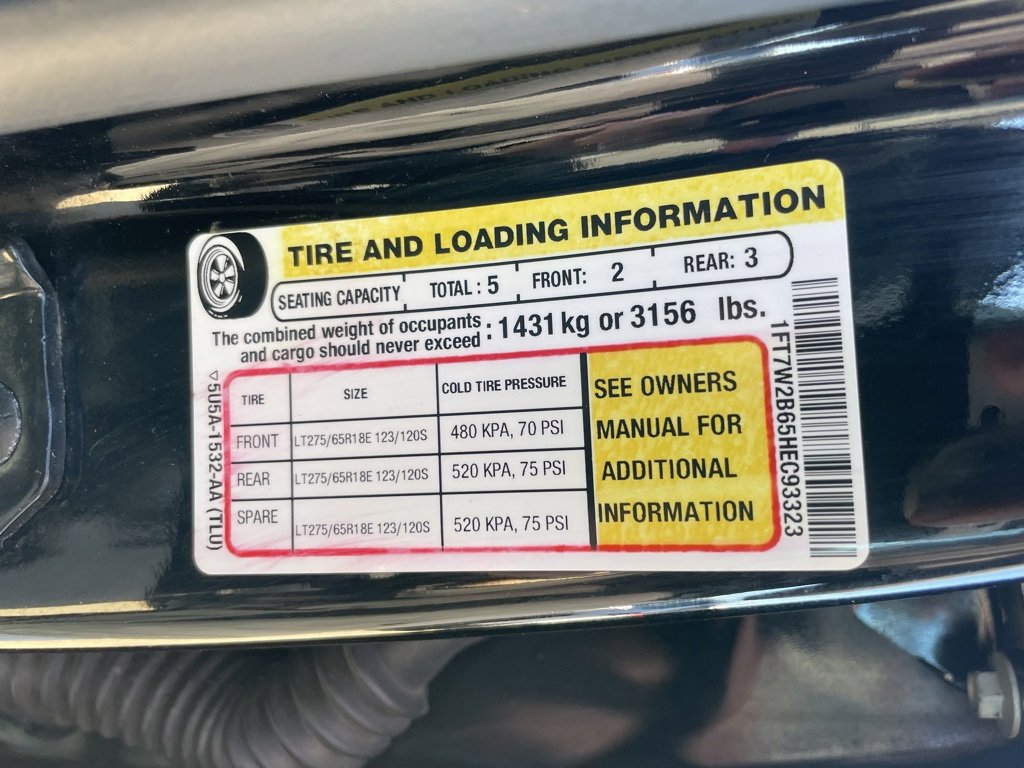 TIRE AND LOADING INFORMATION
SEATING CAPACITY TOTAL : 5 FRONT: 2 REAR: 3
The combined weight of occupants
and cargo should never exceed : 1431 kg or 3156 lbs.
TIRE SIZE COLD TIRE PRESSURE
FRONT LT275/65R18E 123/120S 480 KPA, 70 PSI
REAR LT275/65R18E 123/120S 520 KPA, 75 PSI
SPARE LT275/65R18E 123/120S 520 KPA, 75 PSI
SEE OWNERS
MANUAL FOR
ADDITIONAL
INFORMATION
▽5U5A-1532-AA (TLU)
1FT7W2B65HEC93323